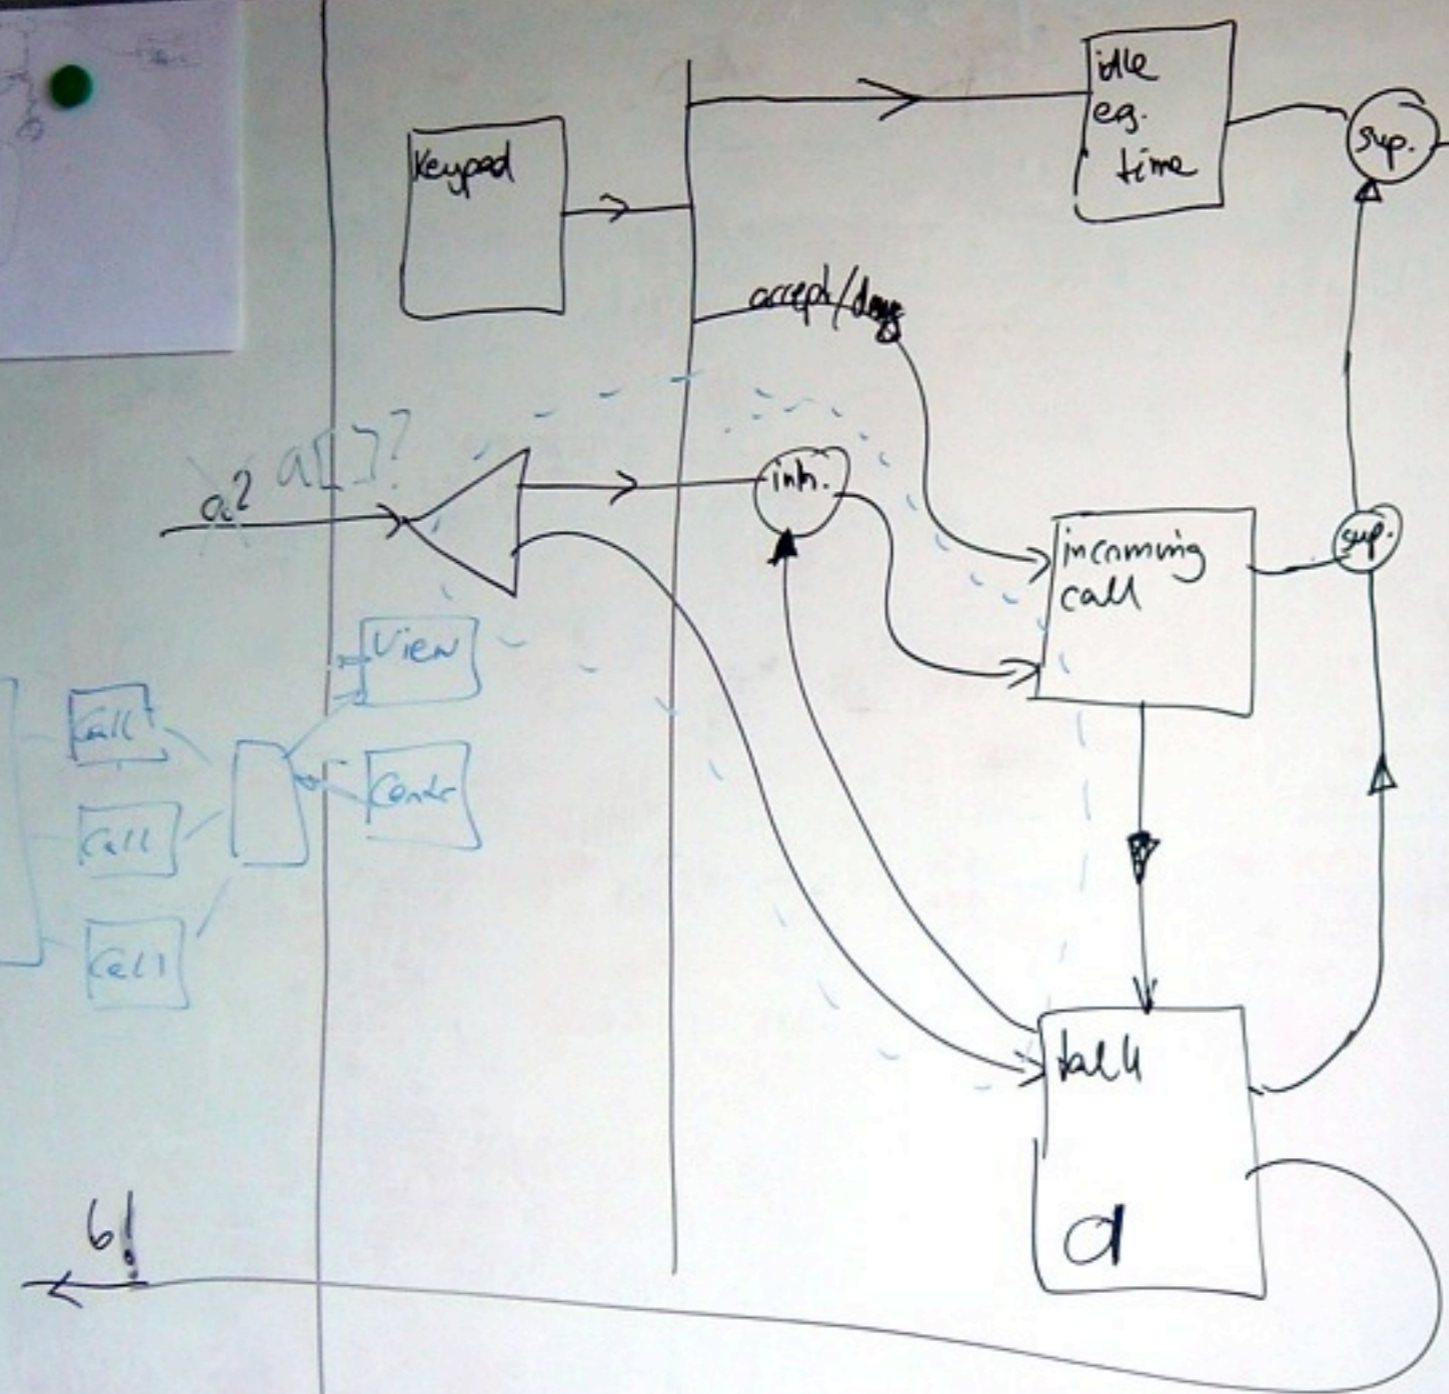 idle
eg.
time
sup.
Keypad
accept/deny
a[]?
a?
inh.
incoming
call
sup.
View
Call
Contr
Call
Call
talk
a
b!